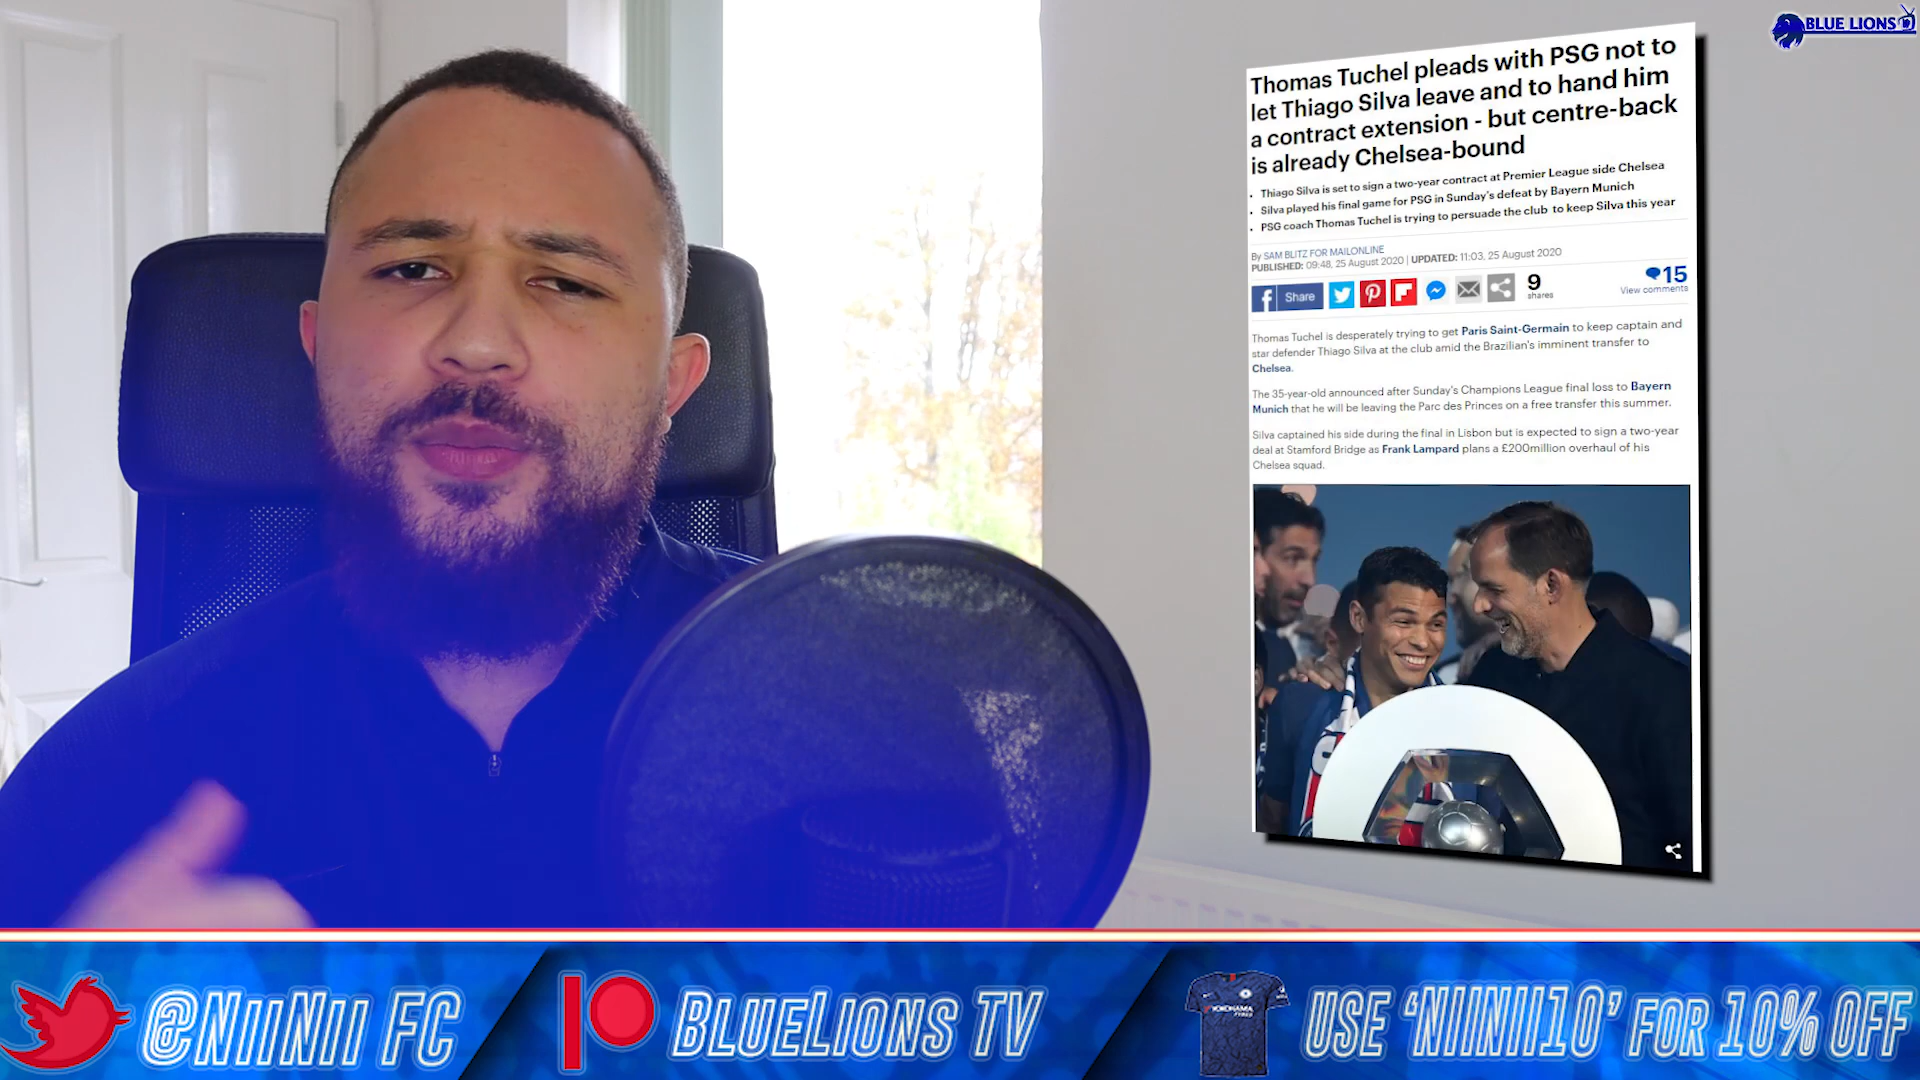 BLUE LIONS
Thomas Tuchel pleads with PSG not to
let Thiago Silva leave and to hand him
a contract extension - but centre-back
is already Chelsea-bound
Thiago Silva is set to sign a two-year contract at Premier League side Chelsea
Silva played his final game for PSG in Sunday's defeat by Bayern Munich
PSG coach Thomas Tuchel is trying to persuade the club to keep Silva this year
By SAM BLITZ FOR MAILONLINE
PUBLISHED: 09:48, 25 August 2020 | UPDATED: 11:03, 25 August 2020
f Share
9
shares
15
View comments
Thomas Tuchel is desperately trying to get Paris Saint-Germain to keep captain and
star defender Thiago Silva at the club amid the Brazilian's imminent transfer to
Chelsea.
The 35-year-old announced after Sunday's Champions League final loss to Bayern
Munich that he will be leaving the Parc des Princes on a free transfer this summer.
Silva captained his side during the final in Lisbon but is expected to sign a two-year
deal at Stamford Bridge as Frank Lampard plans a £200million overhaul of his
Chelsea squad.
@NiiNii FC
BlueLions TV
YOKOHAMA
TYRES
USE 'NIINII10' FOR 10% OFF